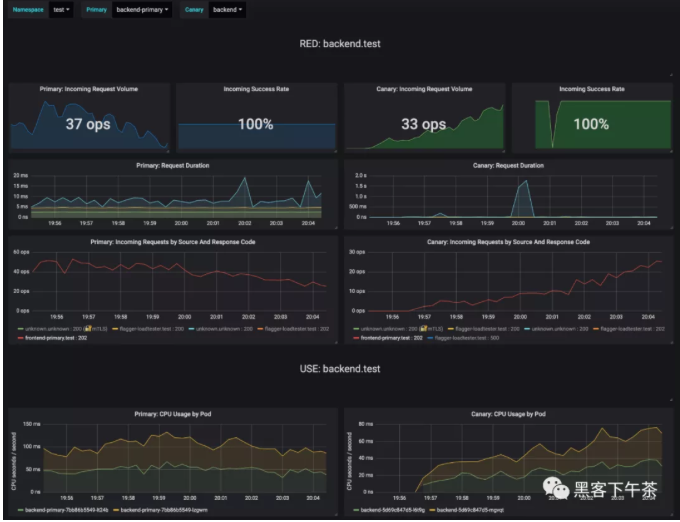 Namespace test Primary backend-primary Canary backend
RED: backend.test
Primary: Incoming Request Volume Incoming Success Rate Canary: Incoming Request Volume Incoming Success Rate
37 ops 100% 33 ops 100%
Primary: Request Duration Canary: Request Duration
20 ms 2.0 s
15 ms 1.5 s
10 ms 1.0 s
5 ms 500 ms
0 ns 0 ns
19:56 19:57 19:58 19:59 20:00 20:01 20:02 20:03 20:04 19:56 19:57 19:58 19:59 20:00 20:01 20:02 20:03 20:04
Primary: Incoming Requests by Source And Response Code Canary: Incoming Requests by Source And Response Code
60 ops 30 ops
40 ops 20 ops
20 ops 10 ops
0 ops 0 ops
19:56 19:57 19:58 19:59 20:00 20:01 20:02 20:03 20:04 19:56 19:57 19:58 19:59 20:00 20:01 20:02 20:03 20:04
unknown.unknown : 200 (🔐mTLS) flagger-loadtester.test : 200 unknown.unknown : 200 flagger-loadtester.test : 202 unknown.unknown : 200 (🔐mTLS) flagger-loadtester.test : 200 unknown.unknown : 200 flagger-loadtester.test : 202
frontend-primary.test : 202 frontend-primary.test : 202 flagger-loadtester.test : 500
USE: backend.test
Primary: CPU Usage by Pod Canary: CPU Usage by Pod
CPU seconds / second CPU seconds / second
150 ms 80 ms
100 ms 60 ms
50 ms 40 ms
0 ns 20 ms
0 ns
19:56 19:57 19:58 19:59 20:00 20:01 20:02 20:03 20:04 19:56 19:57 19:58 19:59 20:00 20:01 20:02 20:03 20:04
黑客下午茶